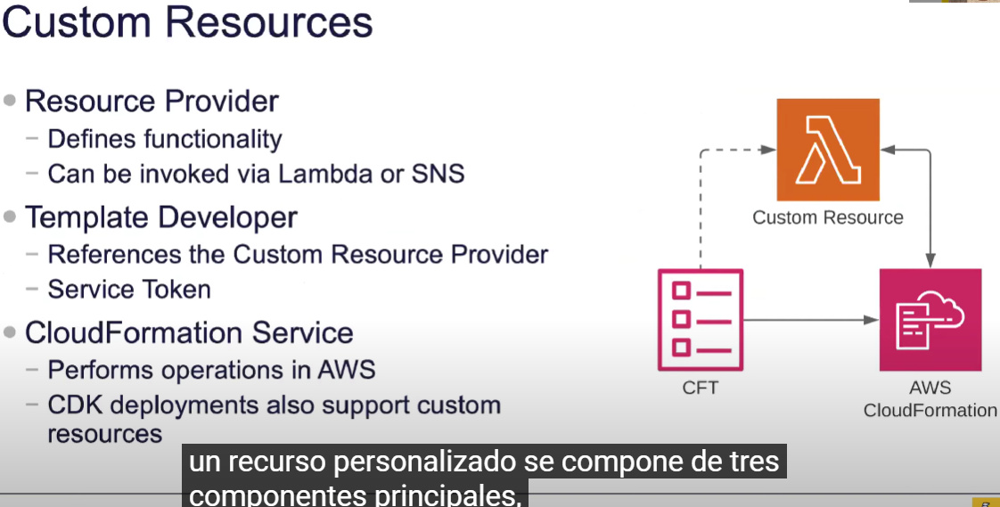 Custom Resources
Resource Provider
– Defines functionality
– Can be invoked via Lambda or SNS
Template Developer
– References the Custom Resource Provider
– Service Token
CloudFormation Service
– Performs operations in AWS
– CDK deployments also support custom
resources
Custom Resource
CFT
AWS
CloudFormation
un recurso personalizado se compone de tres
componentes principales,